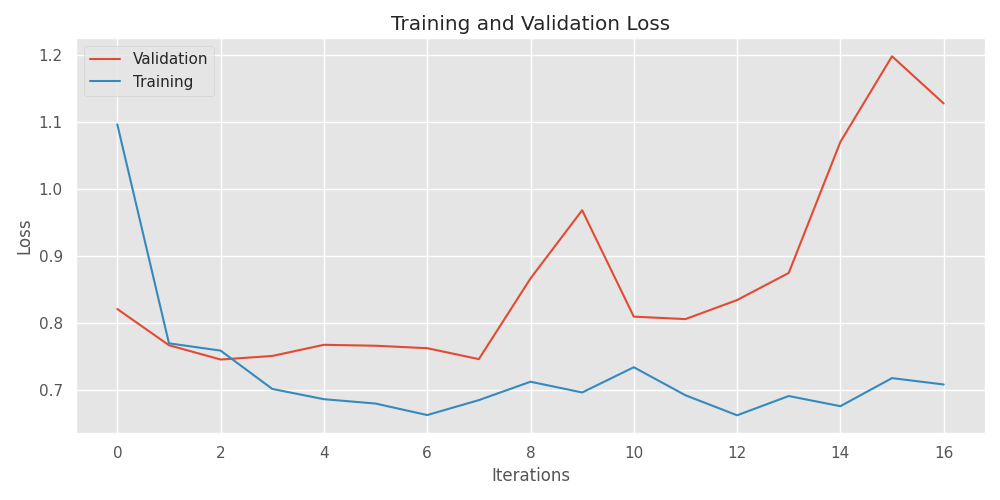 Training and Validation Loss
Validation
Training
1.2
1.1
1.0
0.9
0.8
0.7
Loss
0 2 4 6 8 10 12 14 16
Iterations